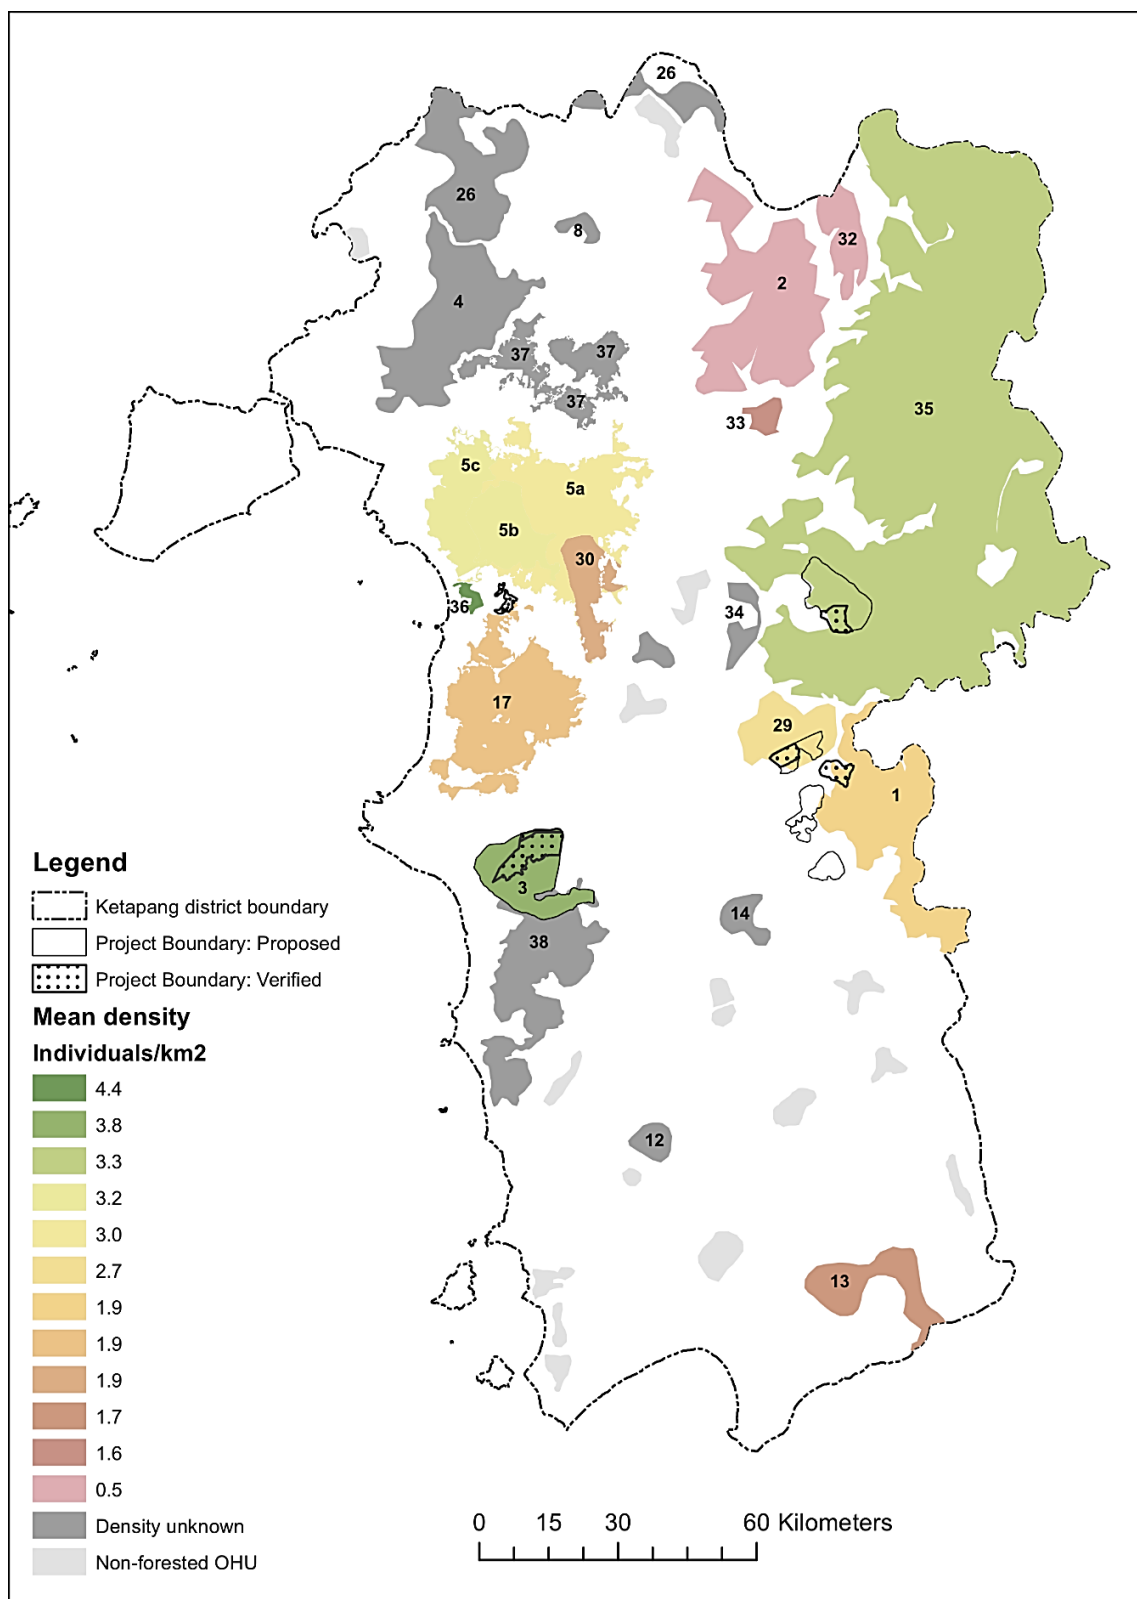 26
26
8
32
2
4
37
37
35
37
33
5c
5a
5b
30
36
34
17
29
1
3
14
38
12
13
Legend
Ketapang district boundary
Project Boundary: Proposed
Project Boundary: Verified
Mean density
Individuals/km2
4.4
3.8
3.3
3.2
3.0
2.7
1.9
1.9
1.9
1.7
1.6
0.5
Density unknown
Non-forested OHU
0 15 30 60 Kilometers